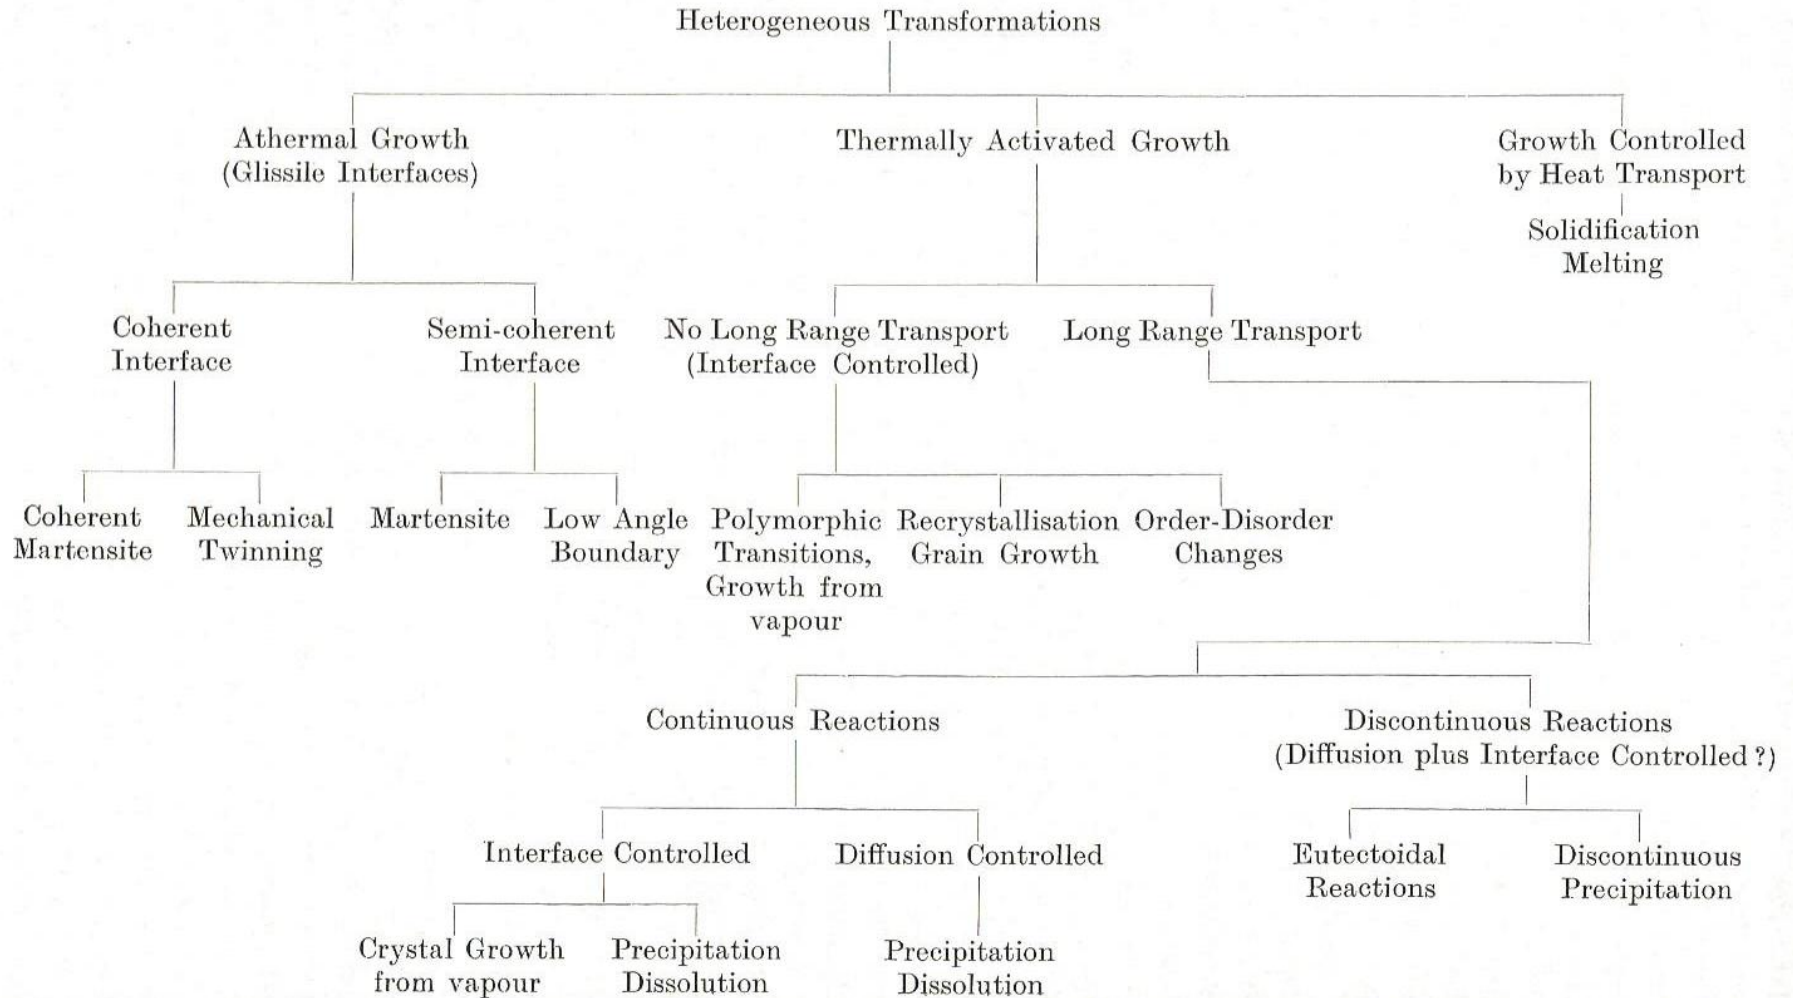 Heterogeneous Transformations
Athermal Growth
(Glissile Interfaces)
Thermally Activated Growth
Growth Controlled
by Heat Transport
Solidification
Melting
Coherent
Interface
Semi-coherent
Interface
No Long Range Transport
(Interface Controlled)
Long Range Transport
Coherent
Martensite
Mechanical
Twinning
Martensite
Low Angle
Boundary
Polymorphic
Transitions,
Growth from
vapour
Recrystallisation
Grain Growth
Order-Disorder
Changes
Continuous Reactions
Discontinuous Reactions
(Diffusion plus Interface Controlled ?)
Interface Controlled
Diffusion Controlled
Eutectoidal
Reactions
Discontinuous
Precipitation
Crystal Growth
from vapour
Precipitation
Dissolution
Precipitation
Dissolution